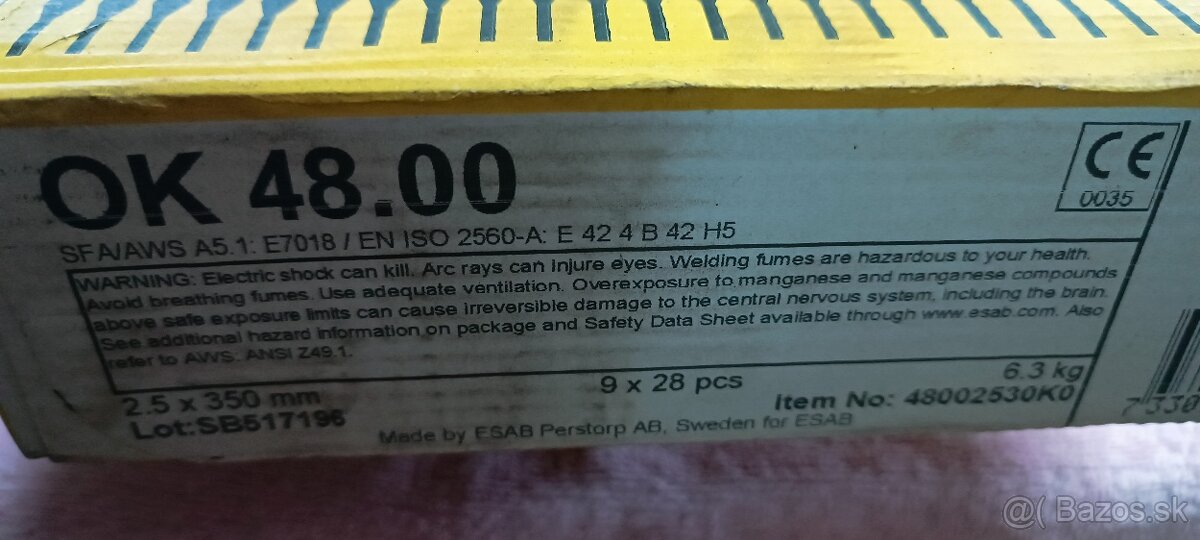 OK 48.00
CE
0035
SFA/AWS A5.1: E7018 / EN ISO 2560-A: E 42 4 B 42 H5
WARNING: Electric shock can kill. Arc rays can injure eyes. Welding fumes are hazardous to your health.
Avoid breathing fumes. Use adequate ventilation. Overexposure to manganese and manganese compounds
above safe exposure limits can cause irreversible damage to the central nervous system, including the brain.
See additional hazard information on package and Safety Data Sheet available through www.esab.com. Also
refer to AWS: ANSI Z49.1.
2.5 x 350 mm 9 x 28 pcs 6.3 kg
Lot:SB517196 Item No: 48002530K0
Made by ESAB Perstorp AB, Sweden for ESAB
7330
@( Bazos.sk